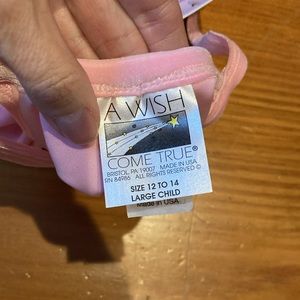 A WISH
COME TRUE®
BRISTOL, PA 19007 MADE IN USA
RN 84986 ALL RIGHTS RESERVED ©
SIZE 12 TO 14
LARGE CHILD
Made in USA